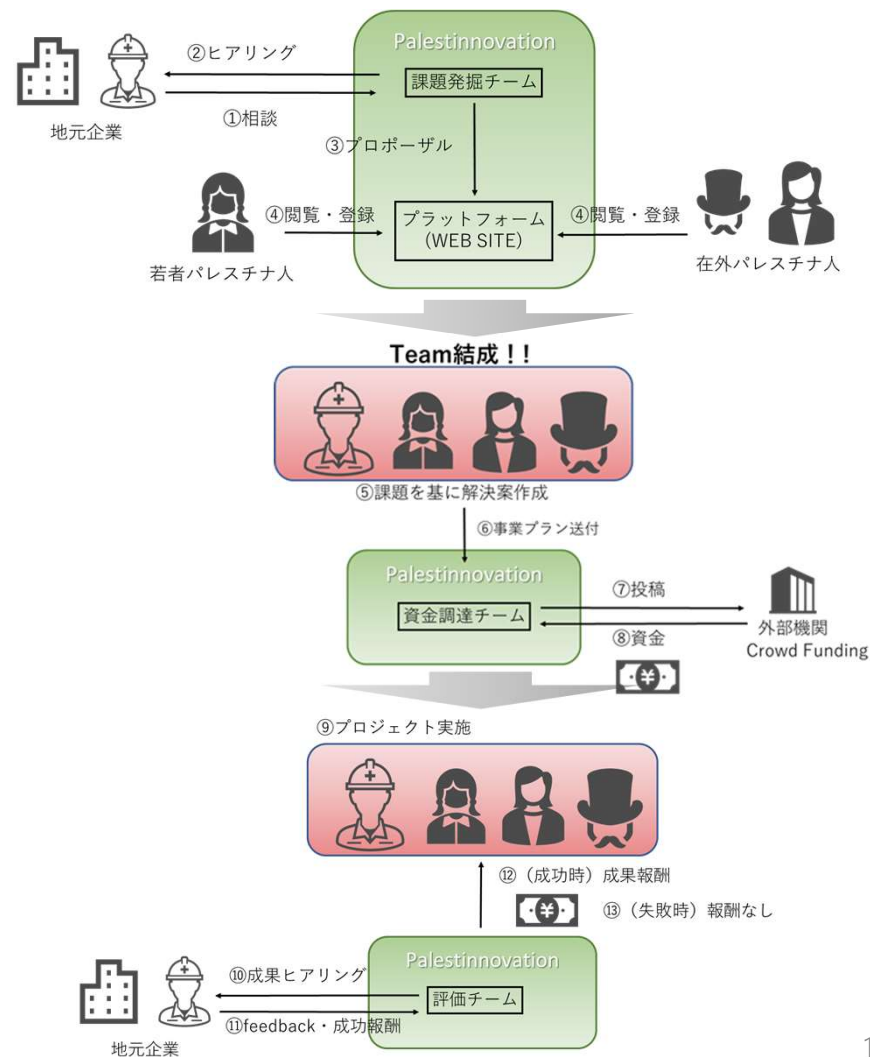 Palestinnovation
②ヒアリング
課題発掘チーム
①相談
地元企業
③プロポーザル
④閲覧・登録
プラットフォーム
(WEB SITE)
④閲覧・登録
若者パレスチナ人
在外パレスチナ人
Team結成！！
⑤課題を基に解決案作成
⑥事業プラン送付
Palestinnovation
資金調達チーム
⑦投稿
⑧資金
外部機関
Crowd Funding
¥
⑨プロジェクト実施
⑫（成功時）成果報酬
¥
⑬（失敗時）報酬なし
Palestinnovation
⑩成果ヒアリング
評価チーム
⑪feedback・成功報酬
地元企業
1